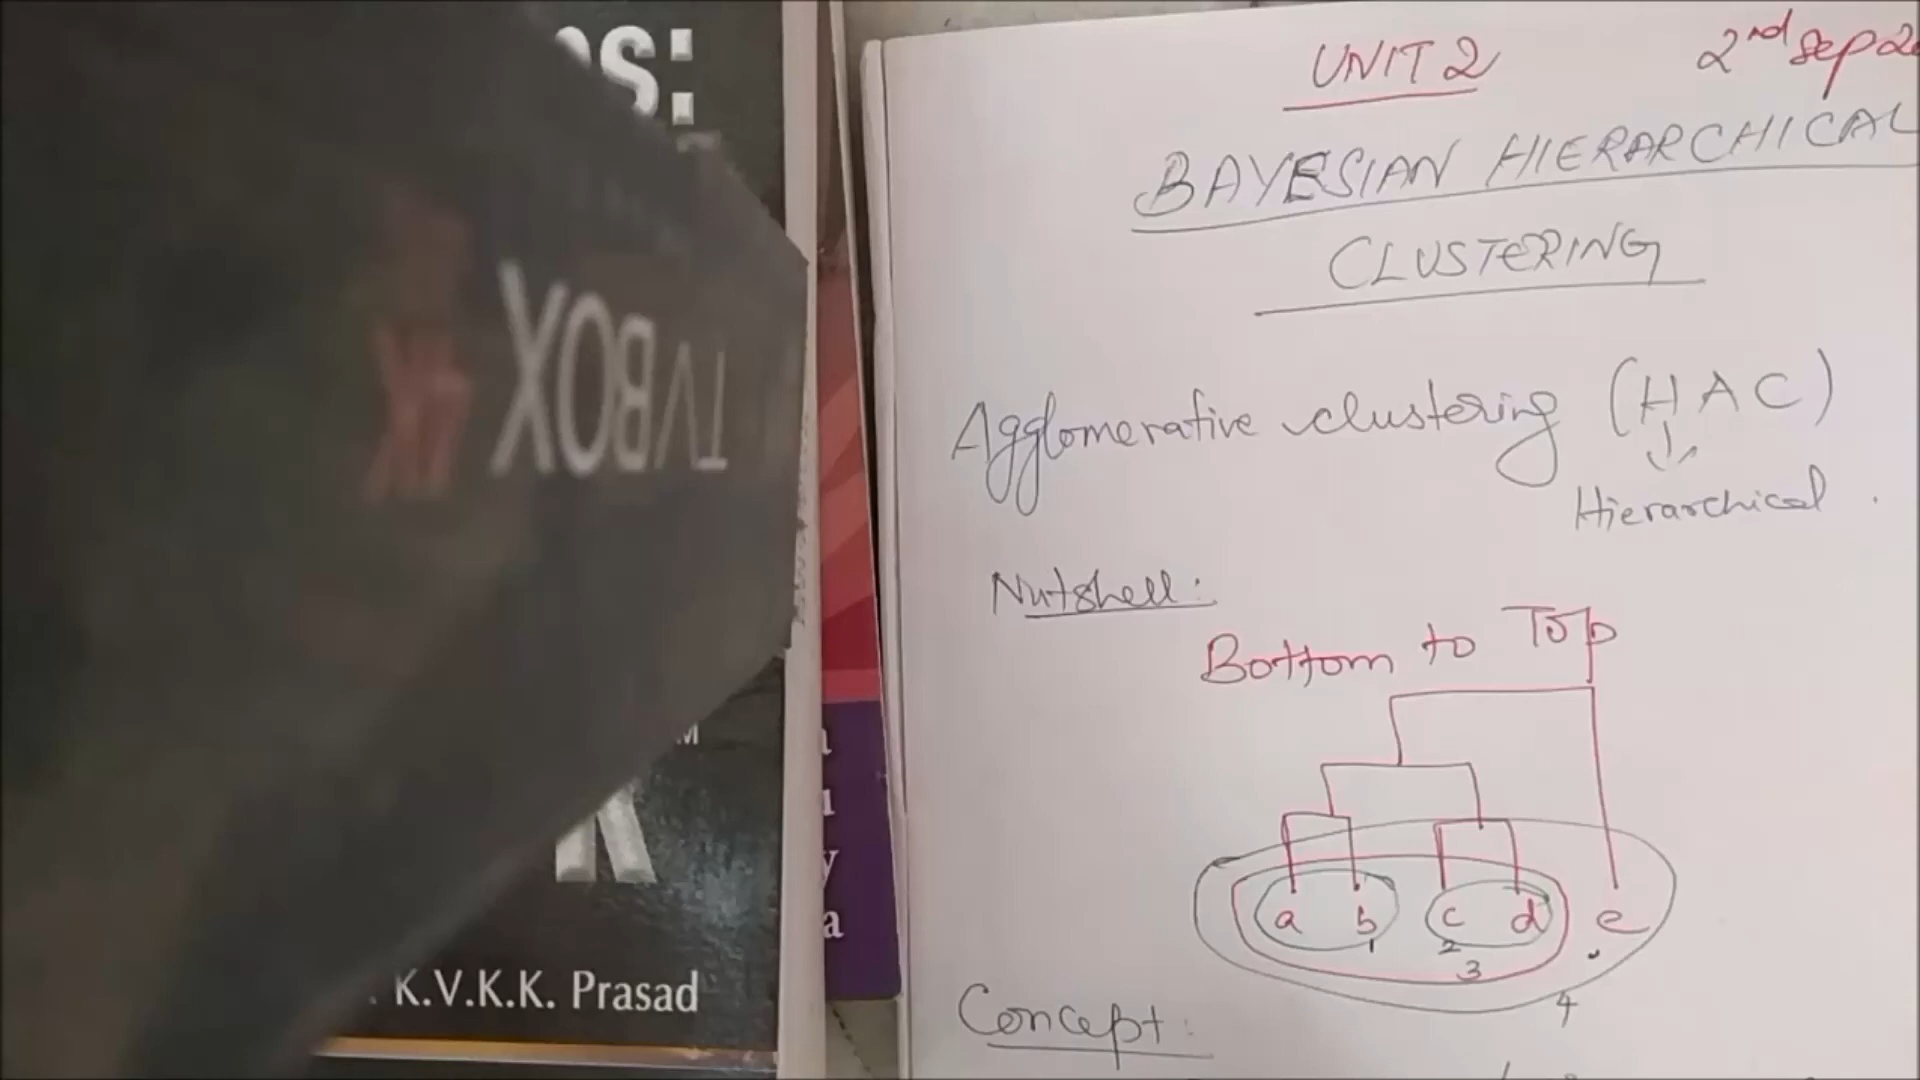 s:
TVBOX
4K
M
K
u
y
a
K.V.K.K. Prasad
UNIT 2
2nd Sep
BAYESIAN HIERARCHICAL
CLUSTERING
Agglomerative clustering (HAC)
Hierarchical
Nutshell:
Bottom to Top
a b c d e
1 2
3
4
Concept: